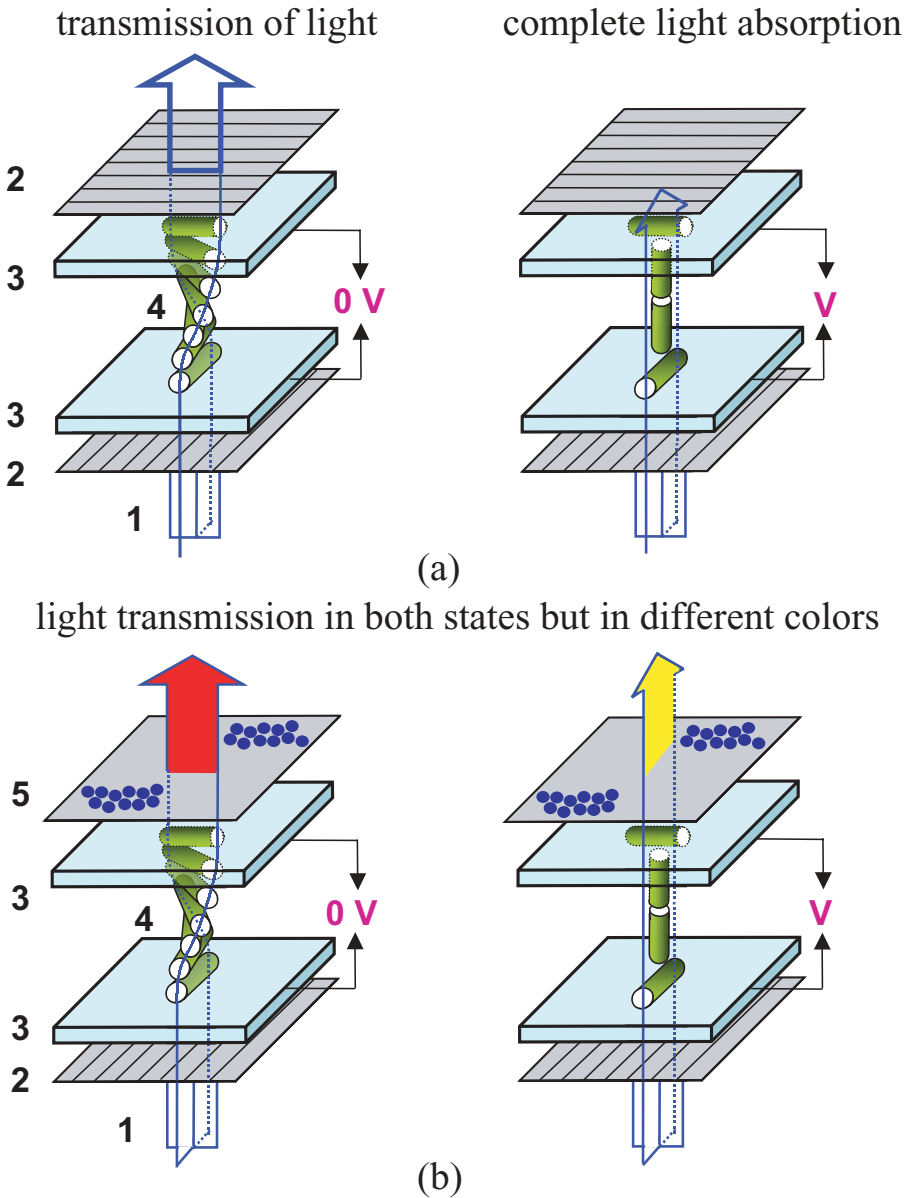 transmission of light
complete light absorption
2
3
4
0 V
V
3
2
1
(a)
light transmission in both states but in different colors
5
3
4
0 V
V
3
2
1
(b)